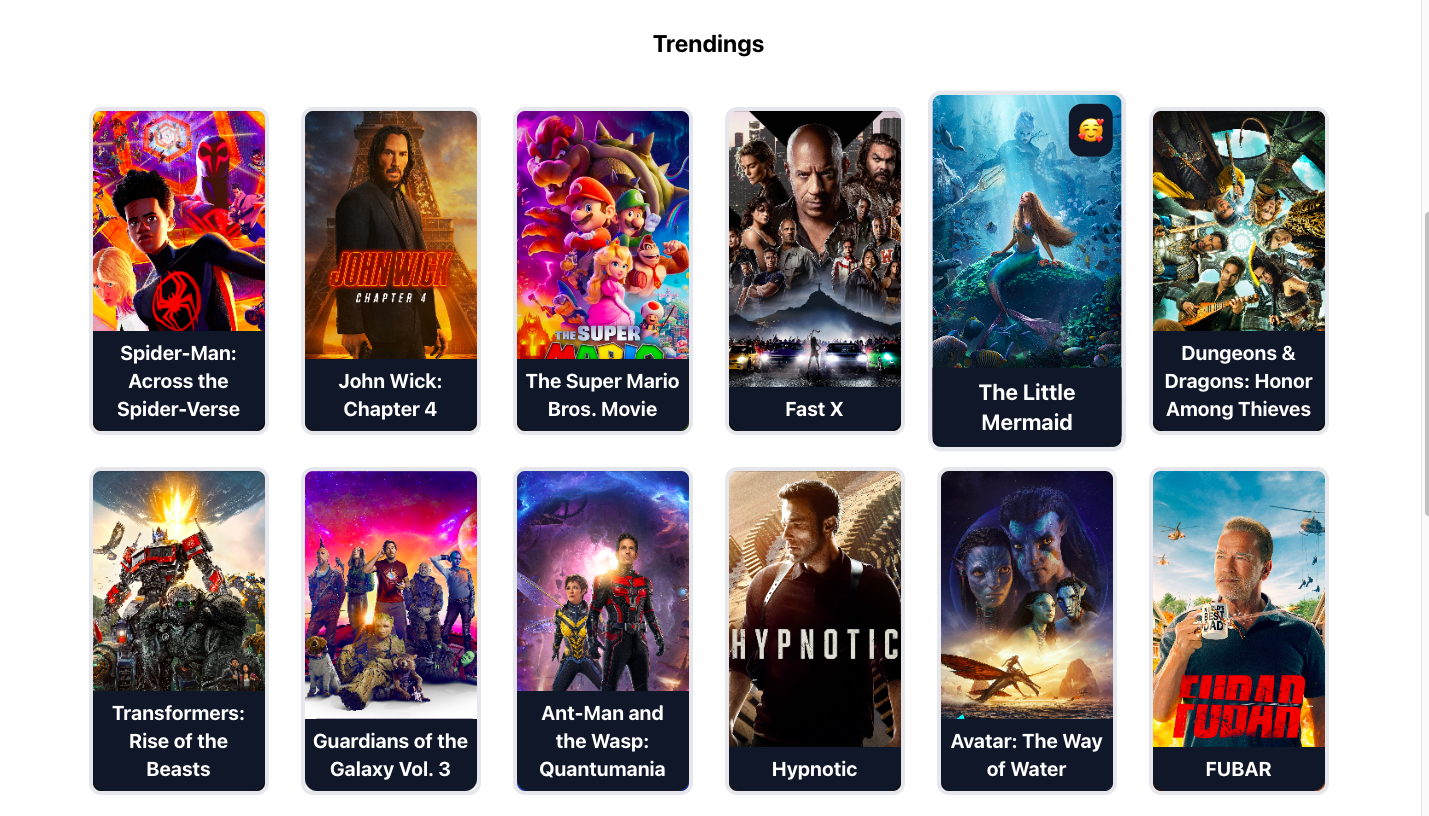 Trendings
JOHN WICK
CHAPTER 4
THE SUPER
MARIO
Spider-Man:
Across the
Spider-Verse
John Wick:
Chapter 4
The Super Mario
Bros. Movie
Fast X
The Little
Mermaid
Dungeons &
Dragons: Honor
Among Thieves
HYPNOTIC
BEST
DAD
FUBAR
FUBAR
Transformers:
Rise of the
Beasts
Guardians of the
Galaxy Vol. 3
Ant-Man and
the Wasp:
Quantumania
Hypnotic
Avatar: The Way
of Water
FUBAR